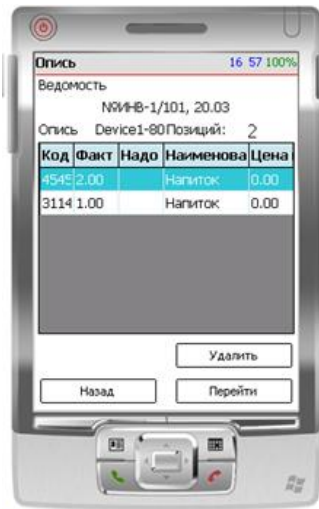 Опись 16 57 100%
Ведомость
№ИНВ-1/101, 20.03
Опись Device1-80 Позиций: 2
Код Факт Надо Наименова Цена
4545 2.00 Напиток 0.00
3114 1.00 Напиток 0.00
Удалить
Назад Перейти